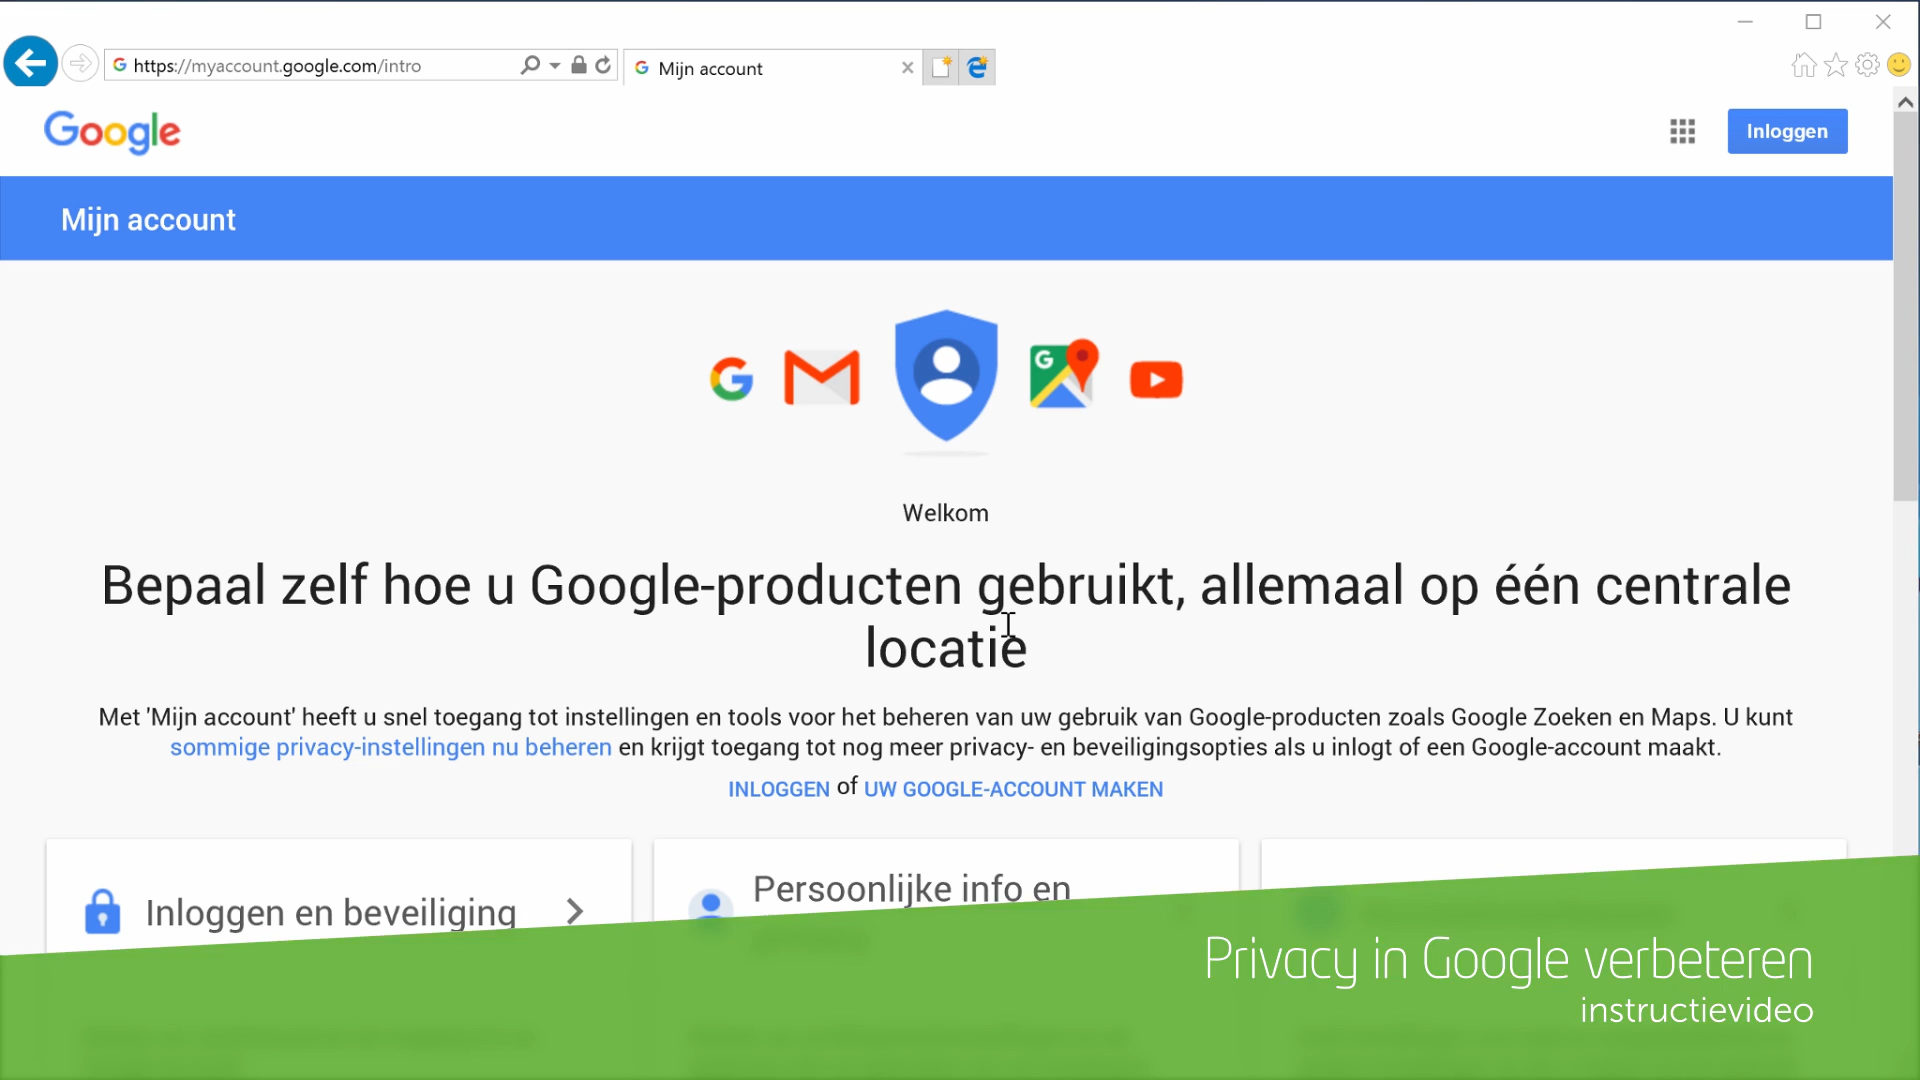 https://myaccount.google.com/intro
Mijn account
Google
Inloggen
Mijn account
Welkom
Bepaal zelf hoe u Google-producten gebruikt, allemaal op één centrale
locatie
Met 'Mijn account' heeft u snel toegang tot instellingen en tools voor het beheren van uw gebruik van Google-producten zoals Google Zoeken en Maps. U kunt
sommige privacy-instellingen nu beheren en krijgt toegang tot nog meer privacy- en beveiligingsopties als u inlogt of een Google-account maakt.
INLOGGEN of UW GOOGLE-ACCOUNT MAKEN
Inloggen en beveiliging
Persoonlijke info en
Privacy in Google verbeteren
instructievideo